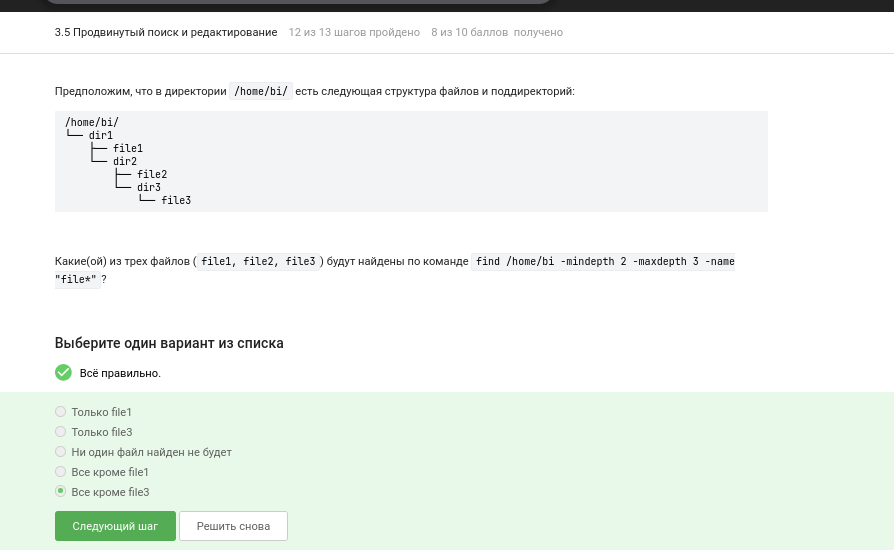 3.5 Продвинутый поиск и редактирование 12 из 13 шагов пройдено 8 из 10 баллов получено
Предположим, что в директории /home/bi/ есть следующая структура файлов и поддиректорий:
/home/bi/
└── dir1
    ├── file1
    └── dir2
        ├── file2
        └── dir3
            └── file3
Какие(ой) из трех файлов ( file1, file2, file3 ) будут найдены по команде find /home/bi -mindepth 2 -maxdepth 3 -name
"file*" ?
Выберите один вариант из списка
Всё правильно.
Только file1
Только file3
Ни один файл найден не будет
Все кроме file1
Все кроме file3
Следующий шаг Решить снова